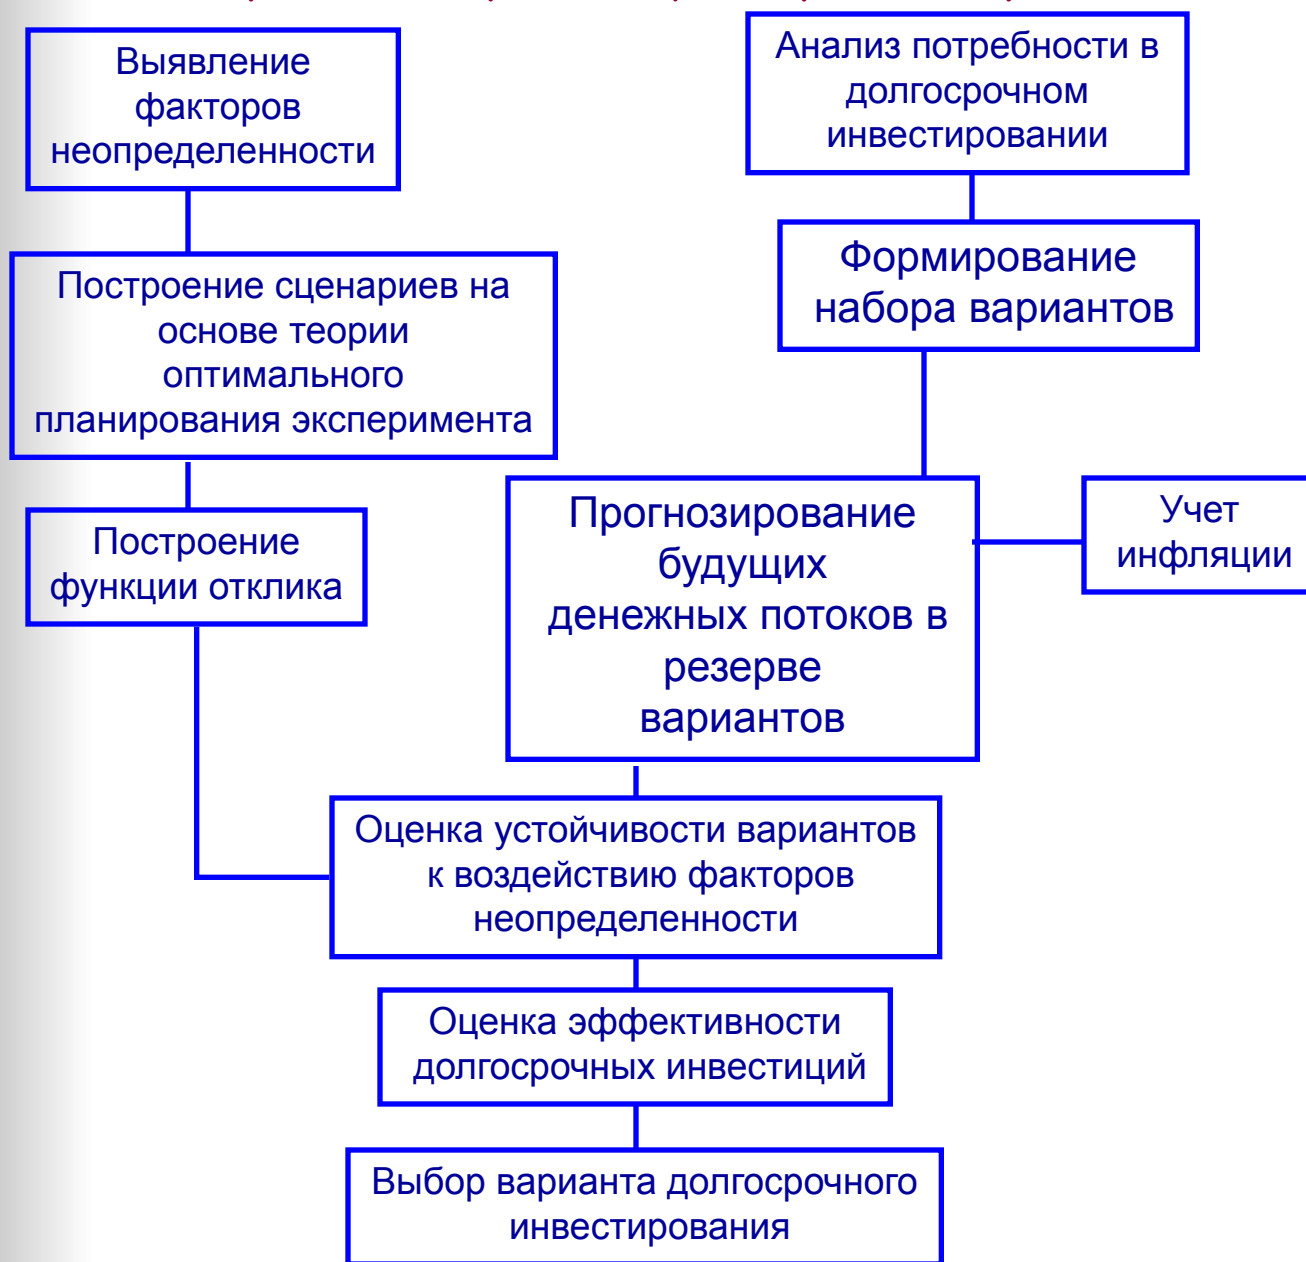 Выявление
факторов
неопределенности
Анализ потребности в
долгосрочном
инвестировании
Построение сценариев на
основе теории
оптимального
планирования эксперимента
Формирование
набора вариантов
Построение
функции отклика
Прогнозирование
будущих
денежных потоков в
резерве
вариантов
Учет
инфляции
Оценка устойчивости вариантов
к воздействию факторов
неопределенности
Оценка эффективности
долгосрочных инвестиций
Выбор варианта долгосрочного
инвестирования